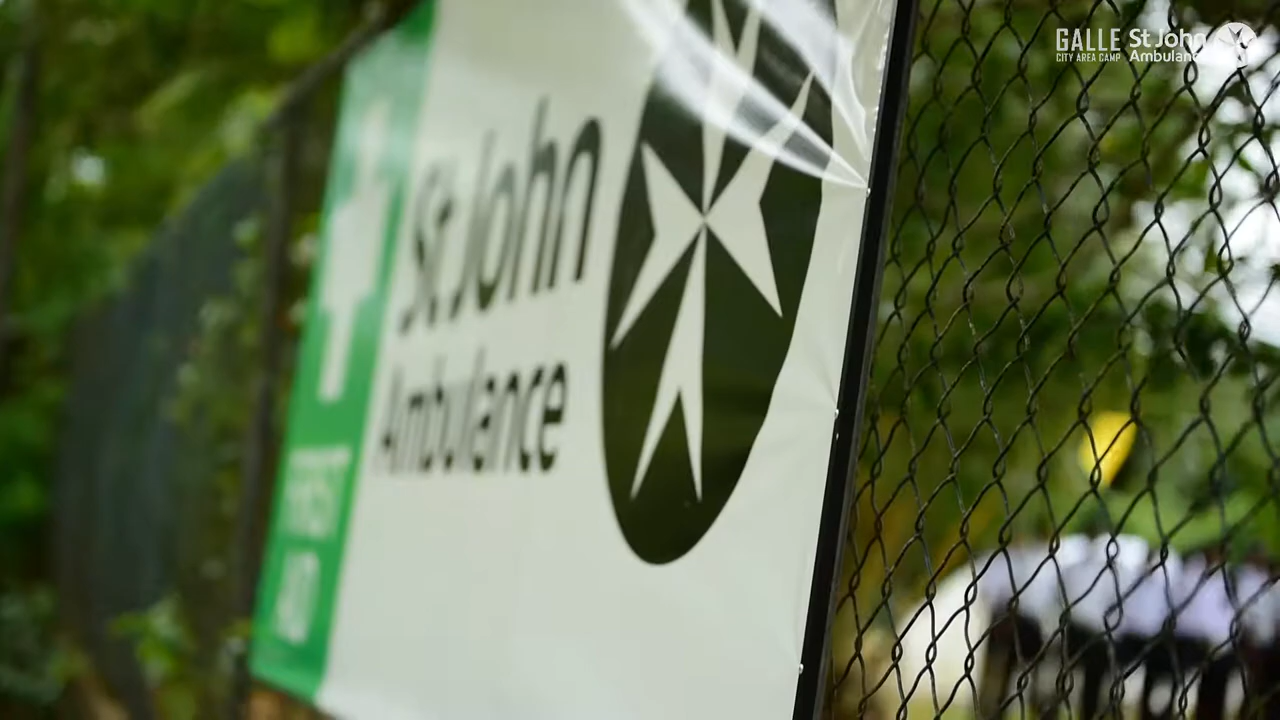 GALLE
CITY AREA CAMP
St John
Ambulance
St John
Ambulance
FIRST
AID